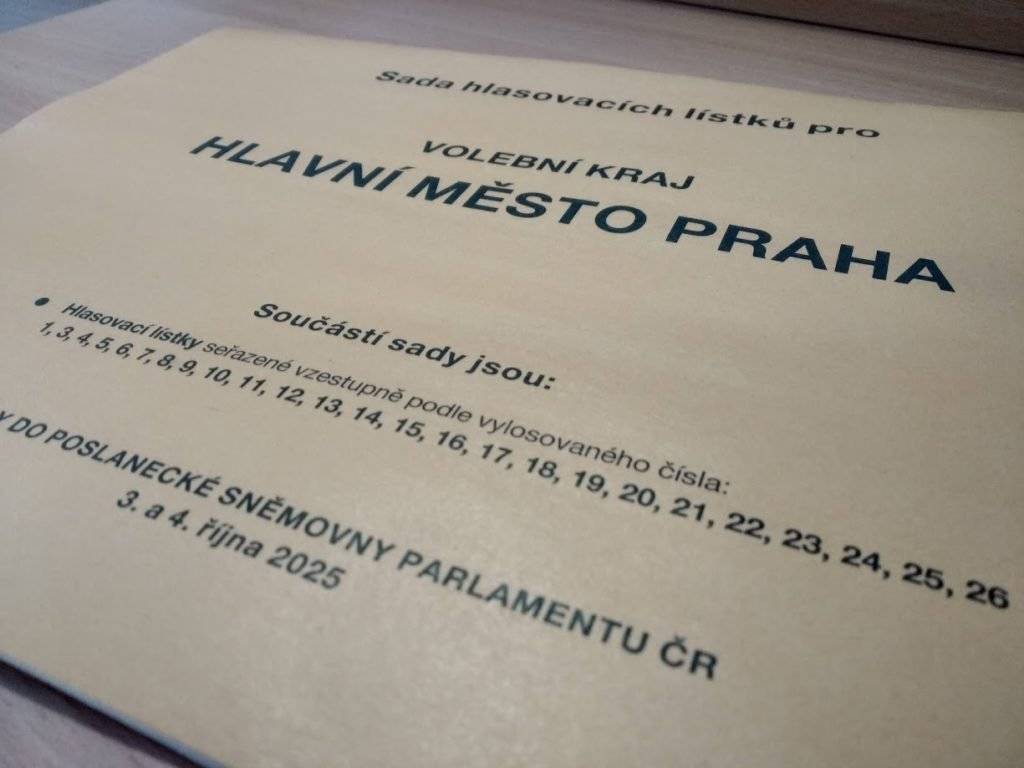 Sada hlasovacích lístků pro
VOLEBNÍ KRAJ
HLAVNÍ MĚSTO PRAHA
Součástí sady jsou:
• Hlasovací lístky seřazené vzestupně podle vylosovaného čísla:
1, 3, 4, 5, 6, 7, 8, 9, 10, 11, 12, 13, 14, 15, 16, 17, 18, 19, 20, 21, 22, 23, 24, 25, 26
DO POSLANECKÉ SNĚMOVNY PARLAMENTU ČR
3. a 4. října 2025